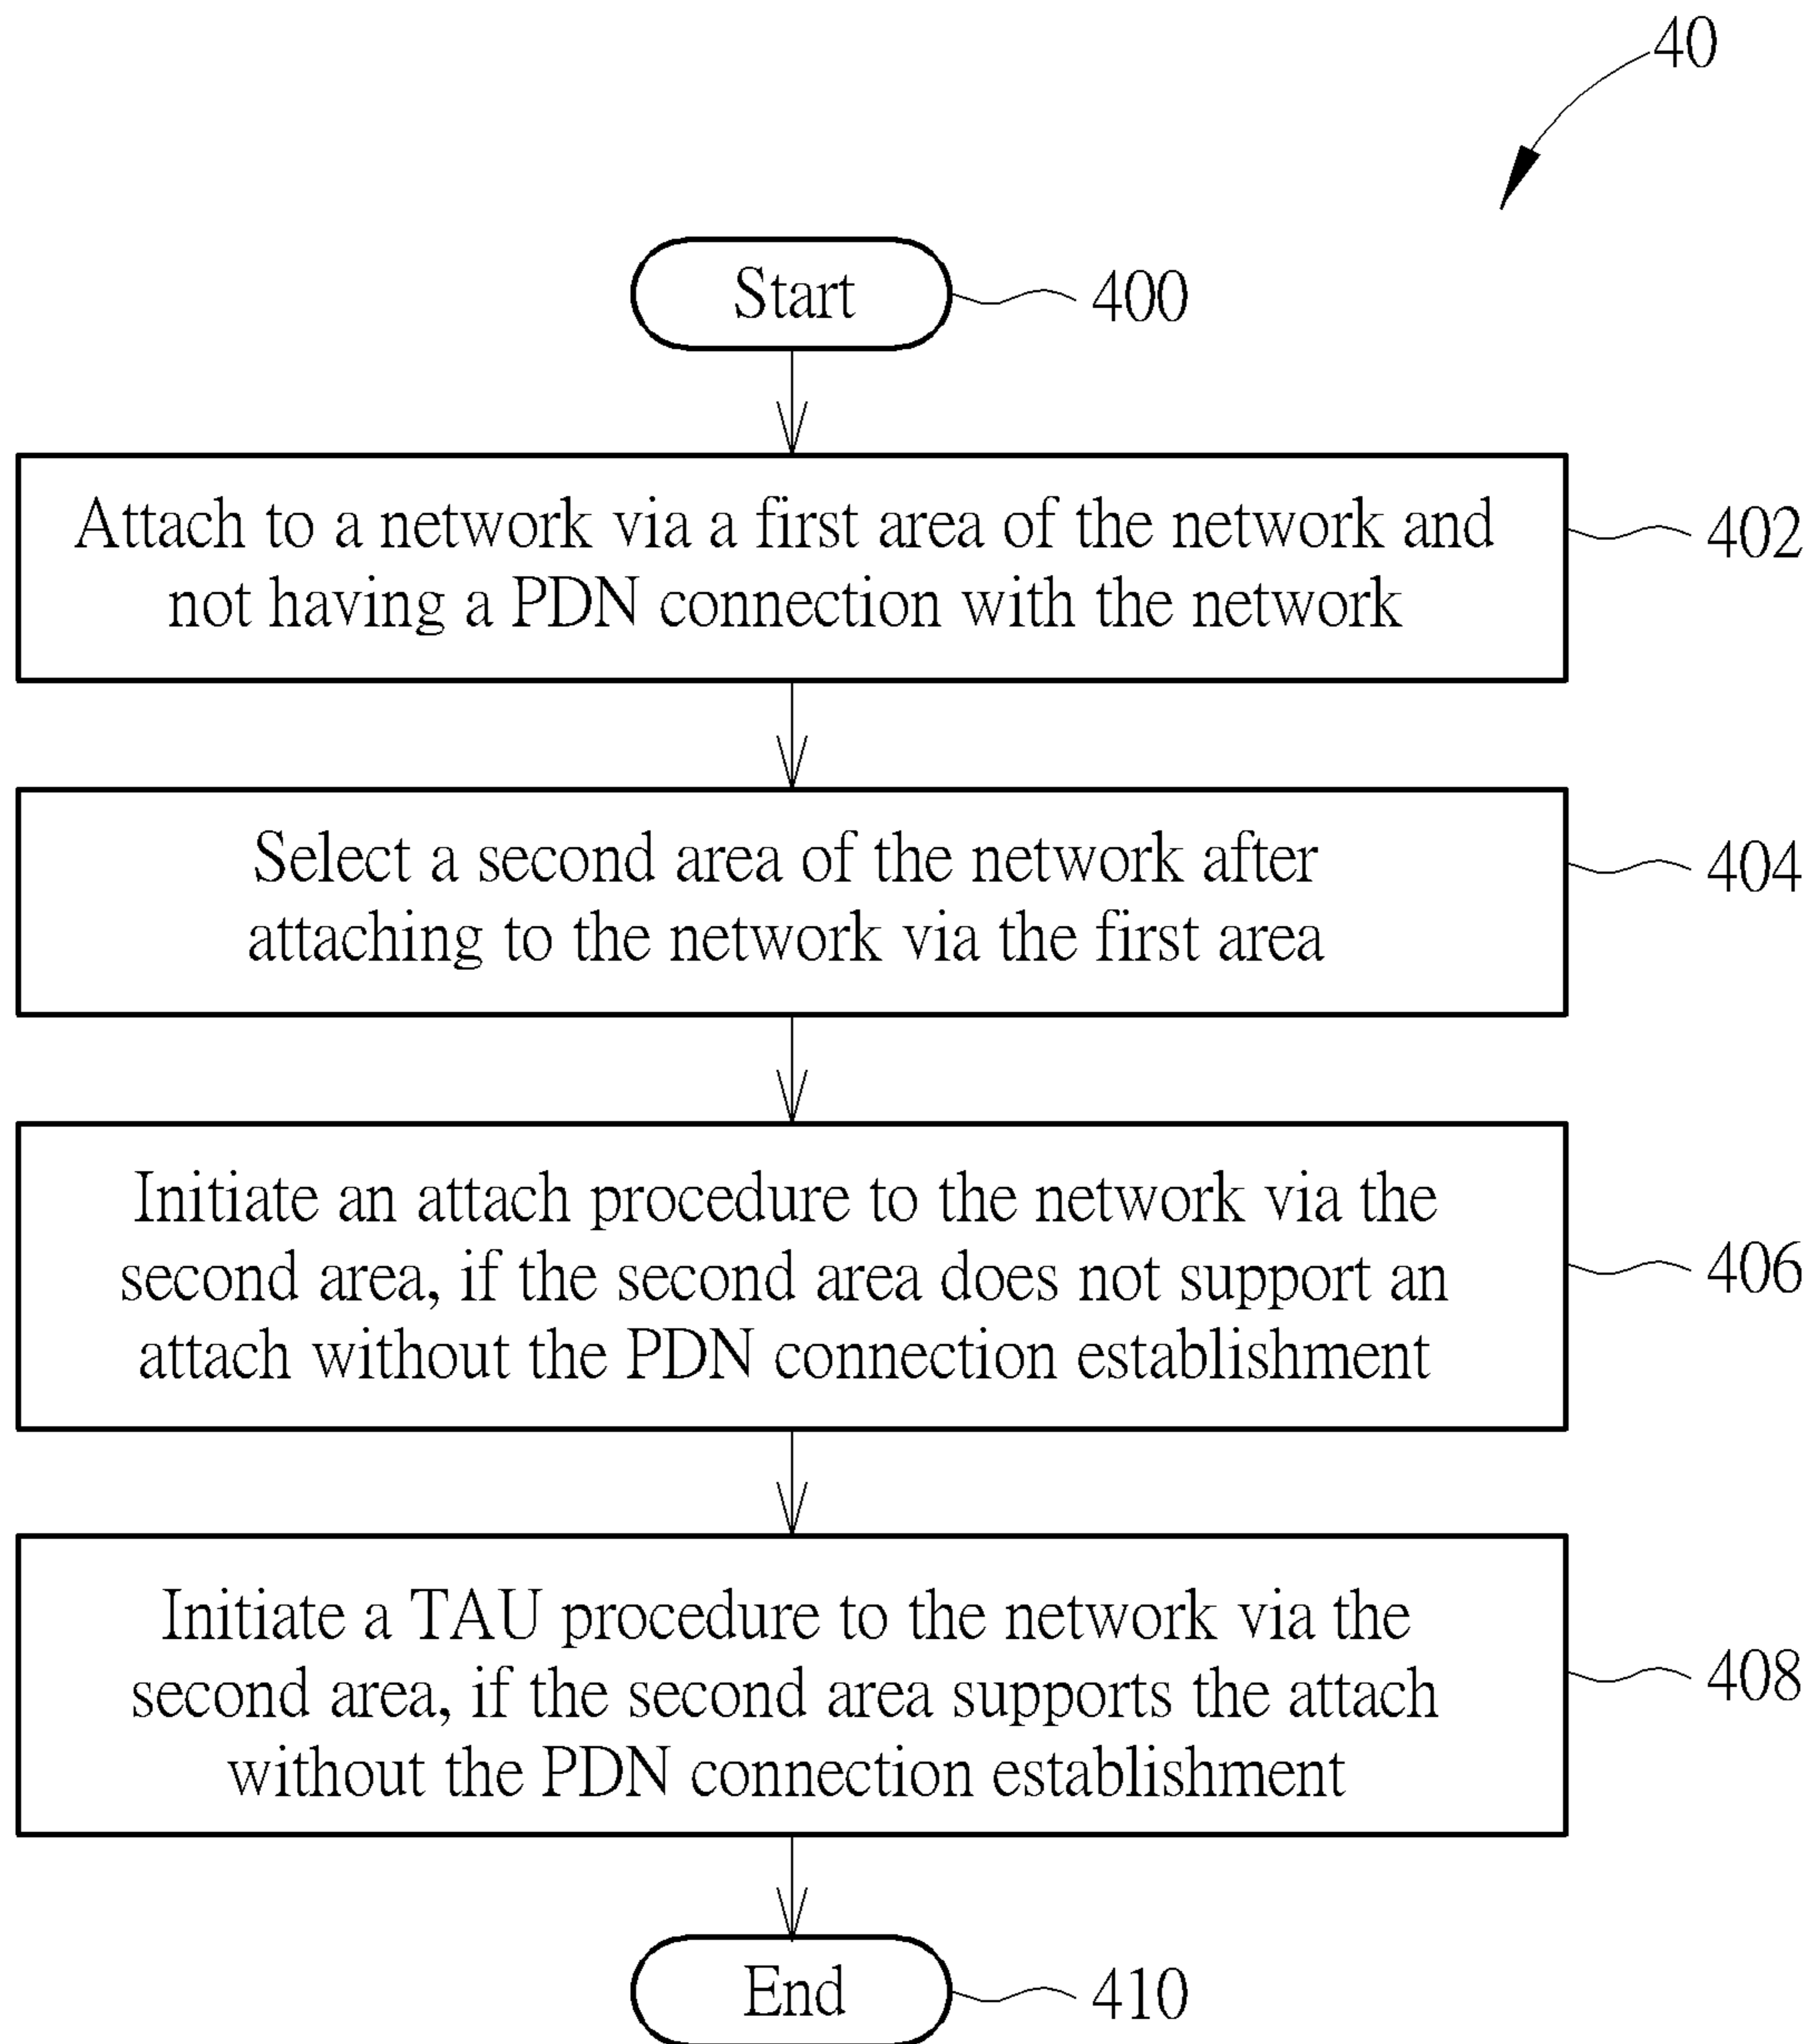 40
Start
400
Attach to a network via a first area of the network and
not having a PDN connection with the network
402
Select a second area of the network after
attaching to the network via the first area
404
Initiate an attach procedure to the network via the
second area, if the second area does not support an
attach without the PDN connection establishment
406
Initiate a TAU procedure to the network via the
second area, if the second area supports the attach
without the PDN connection establishment
408
End
410